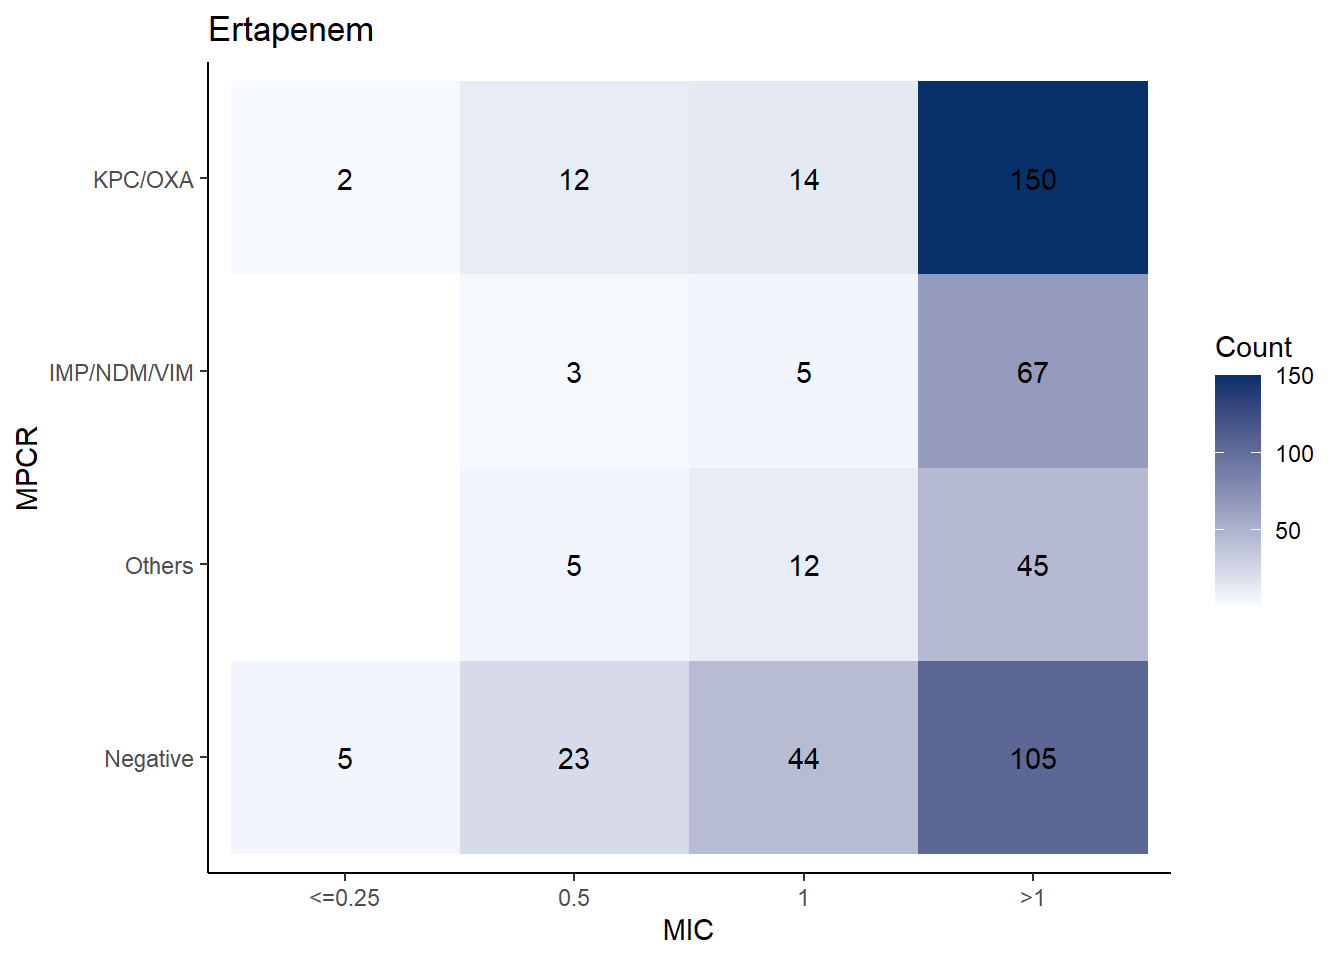 Ertapenem
KPC/OXA 2 12 14 150
IMP/NDM/VIM 3 5 67
Others 5 12 45
Negative 5 23 44 105
<=0.25 0.5 1 >1
MIC
MPCR
Count
150
100
50